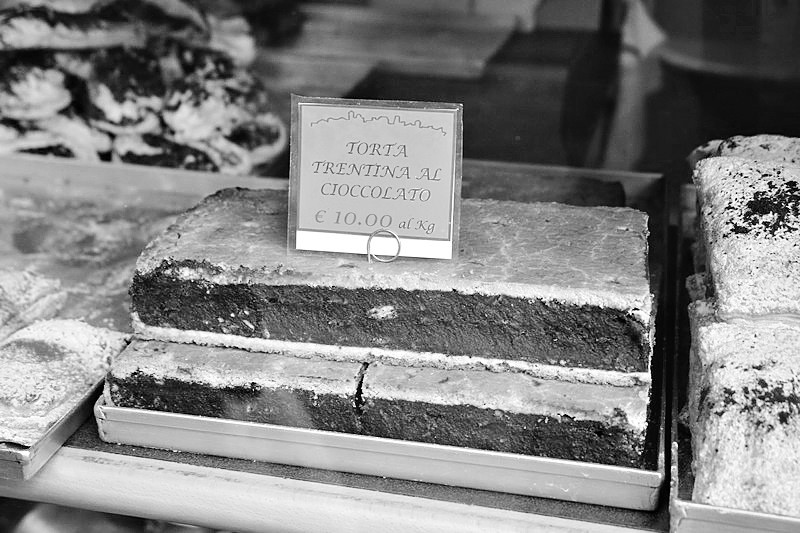 TORTA
TRENTINA AL
CIOCCOLATO
€ 10.00 al Kg